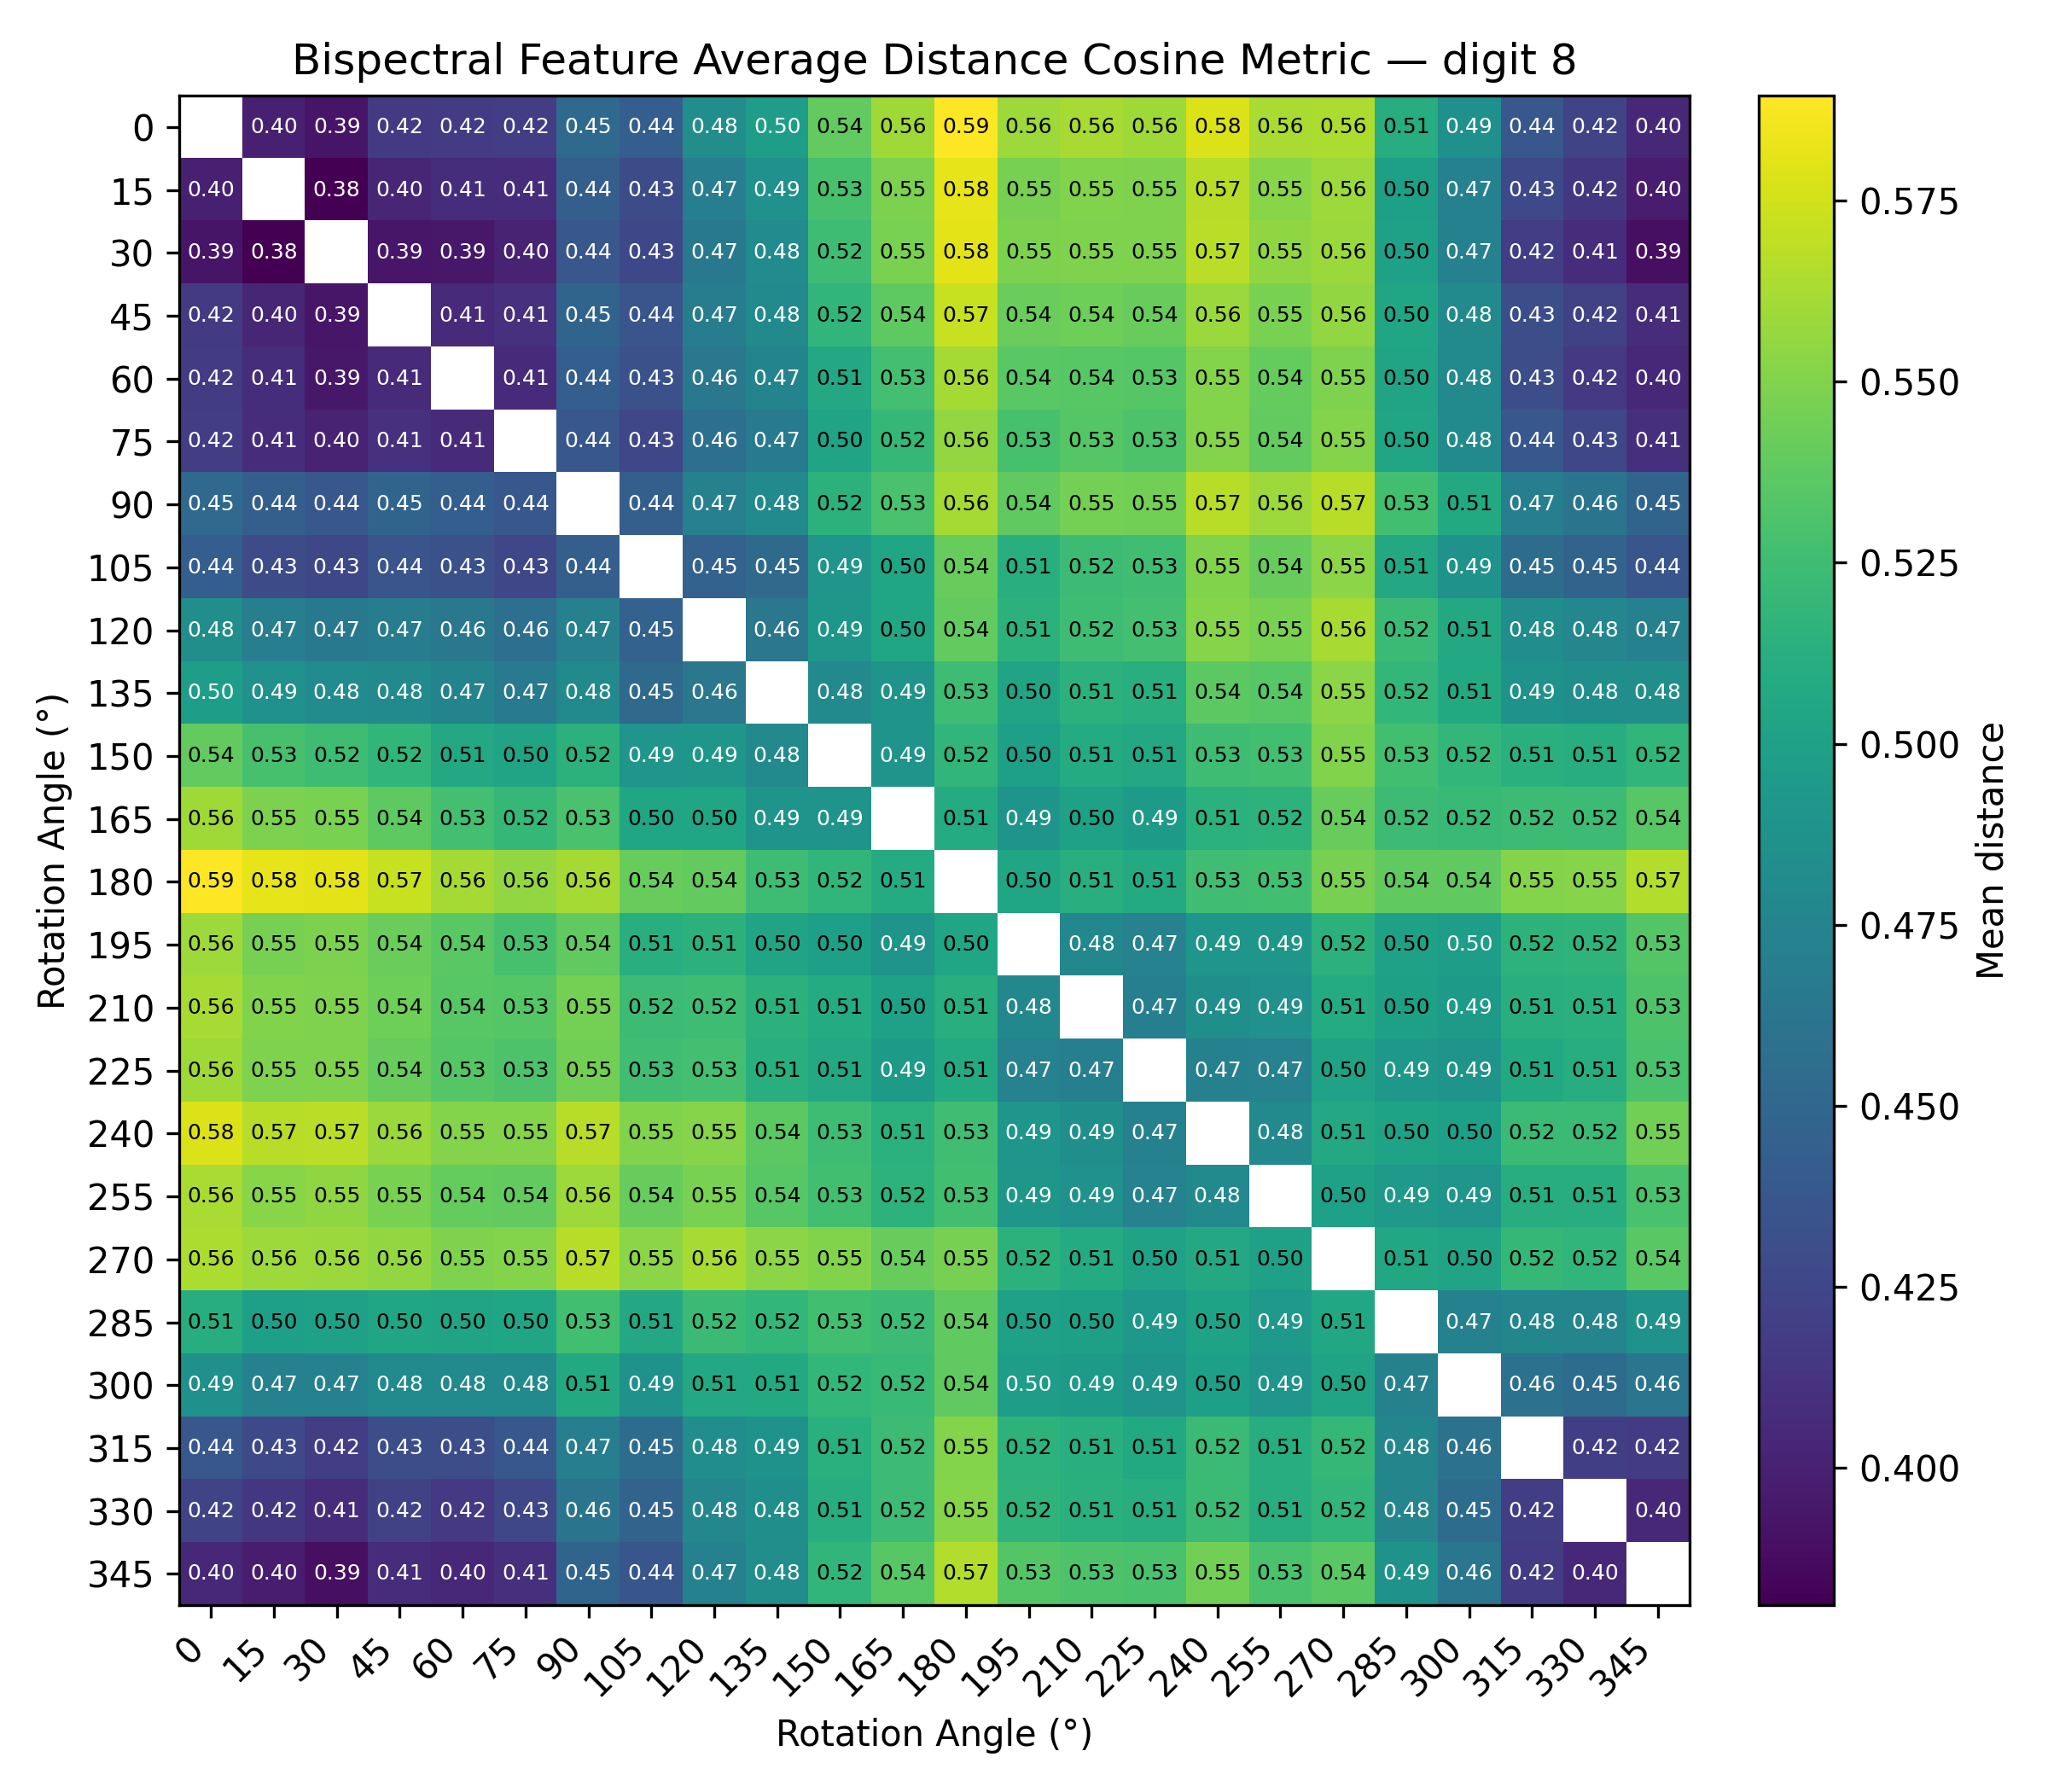 Bispectral Feature Average Distance Cosine Metric — digit 8
0 0.40 0.39 0.42 0.42 0.42 0.45 0.44 0.48 0.50 0.54 0.56 0.59 0.56 0.56 0.56 0.58 0.56 0.56 0.51 0.49 0.44 0.42 0.40
15 0.40 0.38 0.40 0.41 0.41 0.44 0.43 0.47 0.49 0.53 0.55 0.58 0.55 0.55 0.55 0.57 0.55 0.56 0.50 0.47 0.43 0.42 0.40
30 0.39 0.38 0.39 0.39 0.40 0.44 0.43 0.47 0.48 0.52 0.55 0.58 0.55 0.55 0.55 0.57 0.55 0.56 0.50 0.47 0.42 0.41 0.39
45 0.42 0.40 0.39 0.41 0.41 0.45 0.44 0.47 0.48 0.52 0.54 0.57 0.54 0.54 0.54 0.56 0.55 0.56 0.50 0.48 0.43 0.42 0.41
60 0.42 0.41 0.39 0.41 0.41 0.44 0.43 0.46 0.47 0.51 0.53 0.56 0.54 0.54 0.53 0.55 0.54 0.55 0.50 0.48 0.43 0.42 0.40
75 0.42 0.41 0.40 0.41 0.41 0.44 0.43 0.46 0.47 0.50 0.52 0.56 0.53 0.53 0.53 0.55 0.54 0.55 0.50 0.48 0.44 0.43 0.41
90 0.45 0.44 0.44 0.45 0.44 0.44 0.44 0.47 0.48 0.52 0.53 0.56 0.54 0.55 0.55 0.57 0.56 0.57 0.53 0.51 0.47 0.46 0.45
105 0.44 0.43 0.43 0.44 0.43 0.43 0.44 0.45 0.45 0.49 0.50 0.54 0.51 0.52 0.53 0.55 0.54 0.55 0.51 0.49 0.45 0.45 0.44
120 0.48 0.47 0.47 0.47 0.46 0.46 0.47 0.45 0.46 0.49 0.50 0.54 0.51 0.52 0.53 0.55 0.55 0.56 0.52 0.51 0.48 0.48 0.47
135 0.50 0.49 0.48 0.48 0.47 0.47 0.48 0.45 0.46 0.48 0.49 0.53 0.50 0.51 0.51 0.54 0.54 0.55 0.52 0.51 0.49 0.48 0.48
150 0.54 0.53 0.52 0.52 0.51 0.50 0.52 0.49 0.49 0.48 0.49 0.52 0.50 0.51 0.51 0.53 0.53 0.55 0.53 0.52 0.51 0.51 0.52
165 0.56 0.55 0.55 0.54 0.53 0.52 0.53 0.50 0.50 0.49 0.49 0.51 0.49 0.50 0.49 0.51 0.52 0.54 0.52 0.52 0.52 0.52 0.54
180 0.59 0.58 0.58 0.57 0.56 0.56 0.56 0.54 0.54 0.53 0.52 0.51 0.50 0.51 0.51 0.53 0.53 0.55 0.54 0.54 0.55 0.55 0.57
195 0.56 0.55 0.55 0.54 0.54 0.53 0.54 0.51 0.51 0.50 0.50 0.49 0.50 0.48 0.47 0.49 0.49 0.52 0.50 0.50 0.52 0.52 0.53
210 0.56 0.55 0.55 0.54 0.54 0.53 0.55 0.52 0.52 0.51 0.51 0.50 0.51 0.48 0.47 0.49 0.49 0.51 0.50 0.49 0.51 0.51 0.53
225 0.56 0.55 0.55 0.54 0.53 0.53 0.55 0.53 0.53 0.51 0.51 0.49 0.51 0.47 0.47 0.47 0.47 0.50 0.49 0.49 0.51 0.51 0.53
240 0.58 0.57 0.57 0.56 0.55 0.55 0.57 0.55 0.55 0.54 0.53 0.51 0.53 0.49 0.49 0.47 0.48 0.51 0.50 0.50 0.52 0.52 0.55
255 0.56 0.55 0.55 0.55 0.54 0.54 0.56 0.54 0.55 0.54 0.53 0.52 0.53 0.49 0.49 0.47 0.48 0.50 0.49 0.49 0.51 0.51 0.53
270 0.56 0.56 0.56 0.56 0.55 0.55 0.57 0.55 0.56 0.55 0.55 0.54 0.55 0.52 0.51 0.50 0.51 0.50 0.51 0.50 0.52 0.52 0.54
285 0.51 0.50 0.50 0.50 0.50 0.50 0.53 0.51 0.52 0.52 0.53 0.52 0.54 0.50 0.50 0.49 0.50 0.49 0.51 0.47 0.48 0.48 0.49
300 0.49 0.47 0.47 0.48 0.48 0.48 0.51 0.49 0.51 0.51 0.52 0.52 0.54 0.50 0.49 0.49 0.50 0.49 0.50 0.47 0.46 0.45 0.46
315 0.44 0.43 0.42 0.43 0.43 0.44 0.47 0.45 0.48 0.49 0.51 0.52 0.55 0.52 0.51 0.51 0.52 0.51 0.52 0.48 0.46 0.42 0.42
330 0.42 0.42 0.41 0.42 0.42 0.43 0.46 0.45 0.48 0.48 0.51 0.52 0.55 0.52 0.51 0.51 0.52 0.51 0.52 0.48 0.45 0.42 0.40
345 0.40 0.40 0.39 0.41 0.40 0.41 0.45 0.44 0.47 0.48 0.52 0.54 0.57 0.53 0.53 0.53 0.55 0.53 0.54 0.49 0.46 0.42 0.40
0 15 30 45 60 75 90 105 120 135 150 165 180 195 210 225 240 255 270 285 300 315 330 345
Rotation Angle (°)
Rotation Angle (°)
0.575
0.550
0.525
0.500
0.475
0.450
0.425
0.400
Mean distance